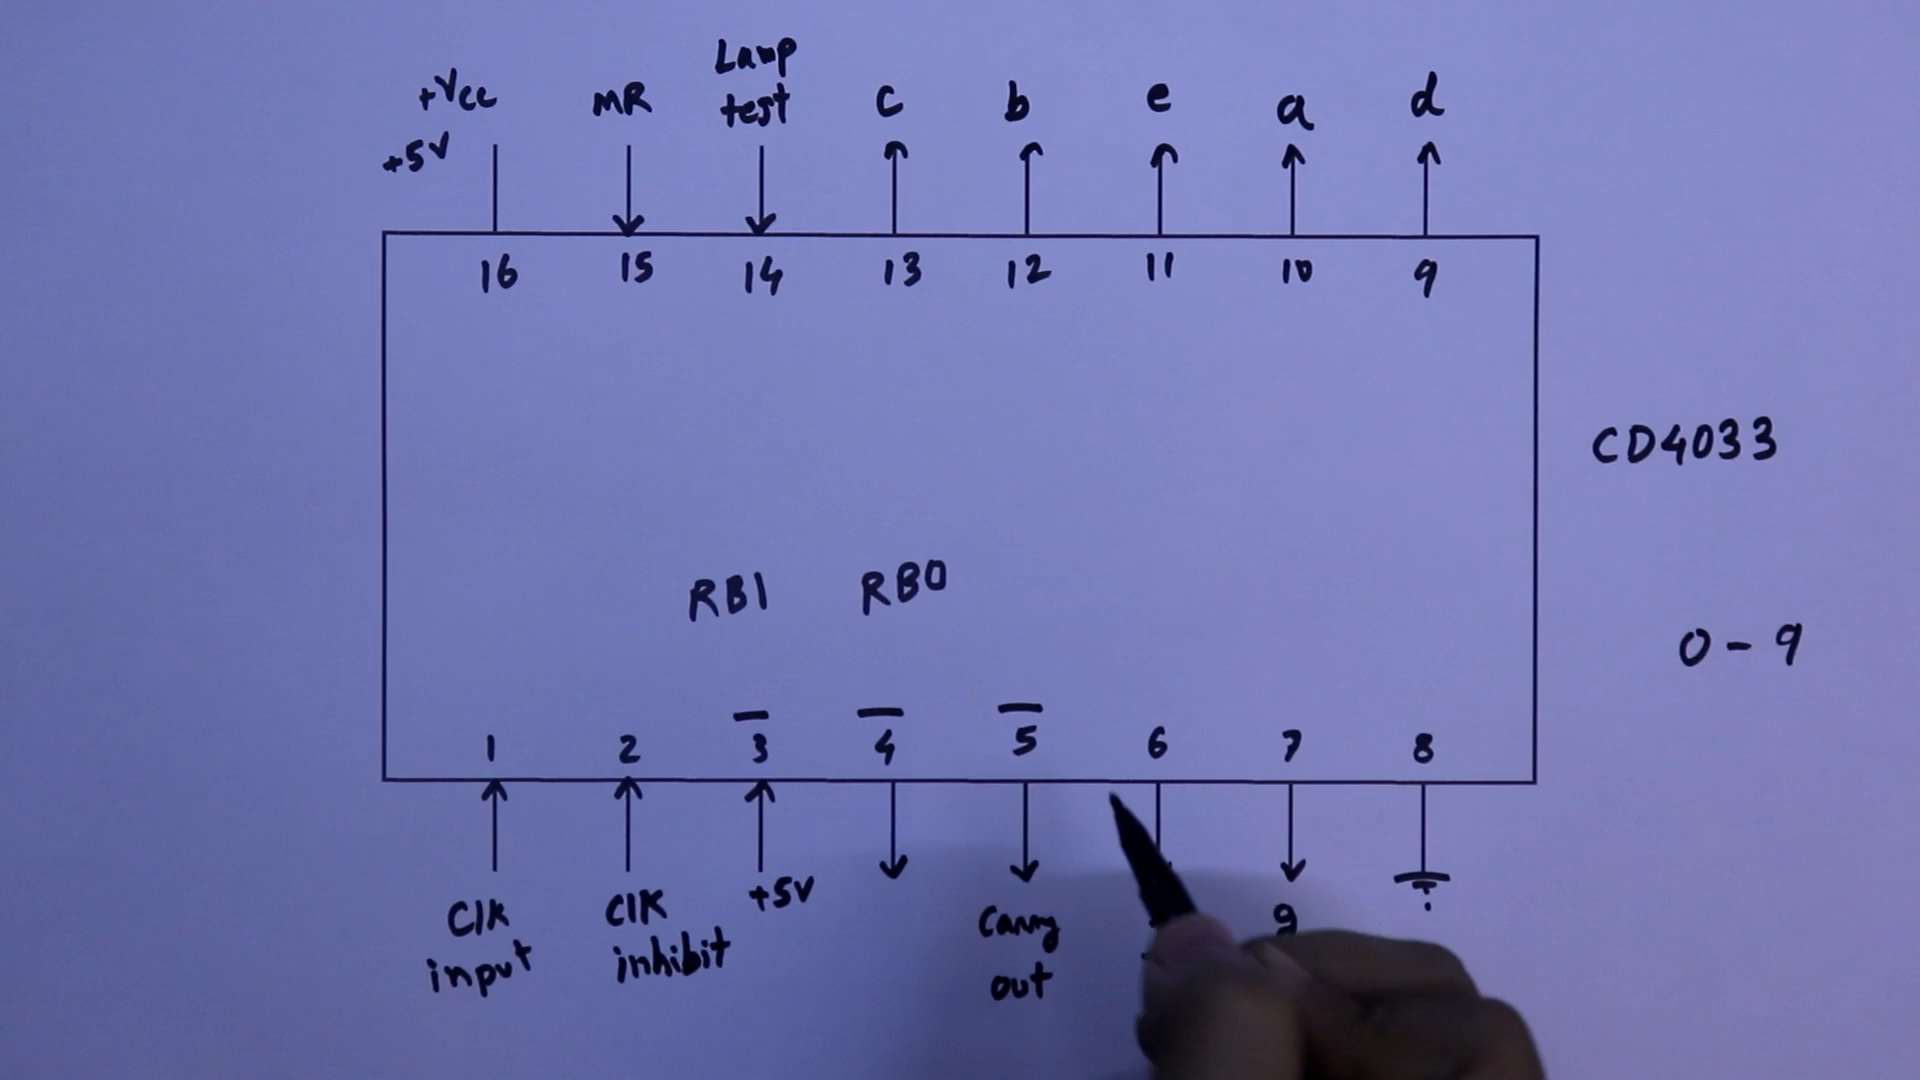 +Vcc
+5V
MR
Lamp
test
c
b
e
a
d
16
15
14
13
12
11
10
9
CD4033
RBI
RBO
0-9
1
2
3
4
5
6
7
8
Clk
input
Clk
inhibit
+5V
Carry
out
g